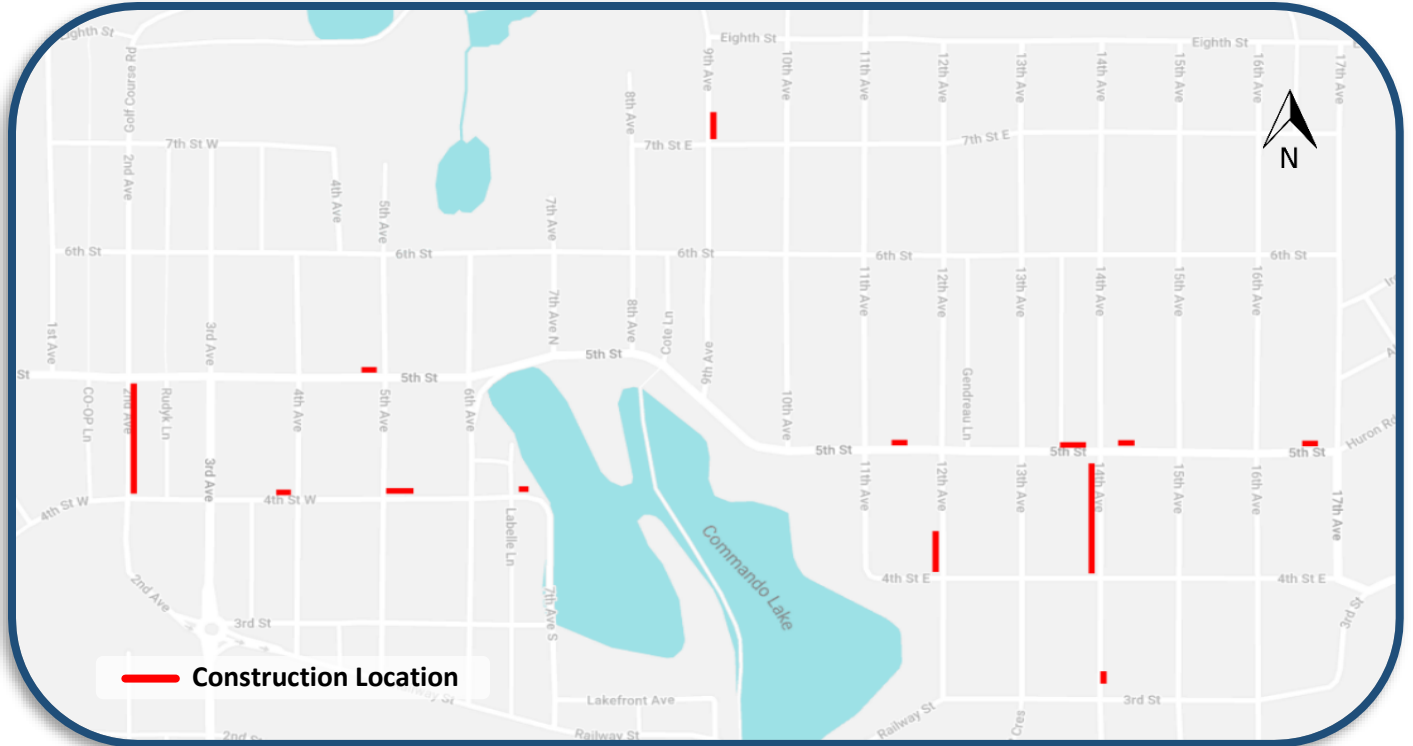 Eighth St
Eighth St
Eighth St
Golf Course Rd
9th Ave
10th Ave
11th Ave
12th Ave
13th Ave
14th Ave
15th Ave
16th Ave
17th Ave
8th Ave
N
7th St W
7th St E
7th St E
2nd Ave
4th Ave
5th Ave
7th Ave
6th St
6th St
6th St
6th St
6th St
11th Ave
12th Ave
13th Ave
14th Ave
15th Ave
16th Ave
1st Ave
3rd Ave
7th Ave N
8th Ave
Cote Ln
9th Ave
5th St
St
5th St
CO-OP Ln
2nd Ave
Rudyk Ln
4th Ave
5th Ave
6th Ave
10th Ave
Gendreau Ln
Huron Rd
5th St
5th St
5th St
3rd Ave
11th Ave
12th Ave
13th Ave
14th Ave
15th Ave
16th Ave
17th Ave
4th St W
4th St W
Labelle Ln
Commando Lake
4th St E
4th St E
2nd Ave
7th Ave S
3rd St
3rd St
Construction Location
Lakefront Ave
3rd St
Railway St
Railway St
2nd St